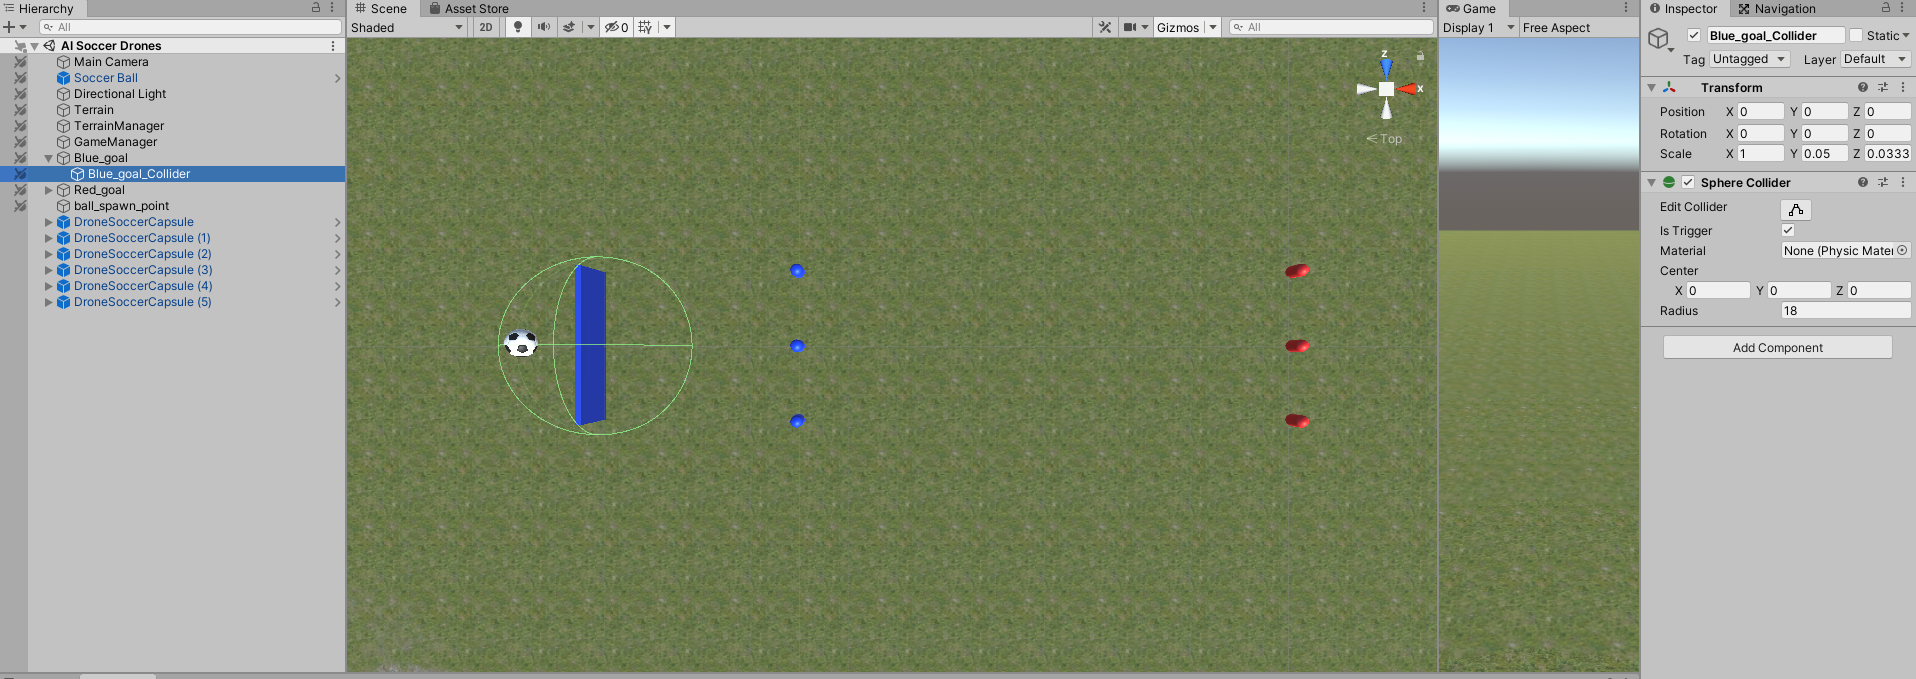 Hierarchy
All
AI Soccer Drones
Main Camera
Soccer Ball
Directional Light
Terrain
TerrainManager
GameManager
Blue_goal
Blue_goal_Collider
Red_goal
ball_spawn_point
DroneSoccerCapsule
DroneSoccerCapsule (1)
DroneSoccerCapsule (2)
DroneSoccerCapsule (3)
DroneSoccerCapsule (4)
DroneSoccerCapsule (5)
Scene Asset Store
Shaded 2D 0 Gizmos All
z
x
Top
Game
Display 1 Free Aspect
Inspector Navigation
Blue_goal_Collider Static
Tag Untagged Layer Default
Transform
Position X 0 Y 0 Z 0
Rotation X 0 Y 0 Z 0
Scale X 1 Y 0.05 Z 0.0333
Sphere Collider
Edit Collider
Is Trigger
Material None (Physic Mater
Center
X 0 Y 0 Z 0
Radius 18
Add Component